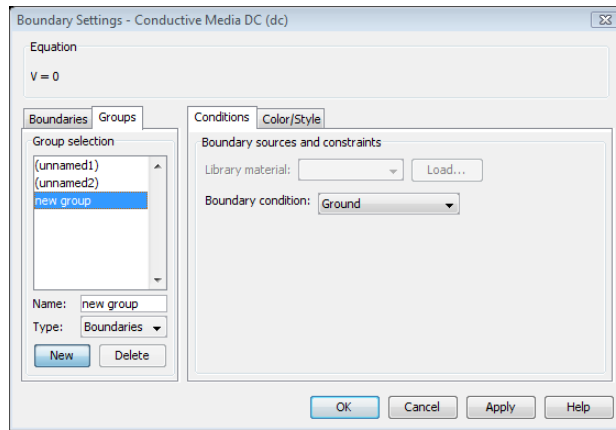 Boundary Settings - Conductive Media DC (dc)
Equation
V = 0
Boundaries Groups
Group selection
(unnamed1)
(unnamed2)
new group
Name: new group
Type: Boundaries
New Delete
Conditions Color/Style
Boundary sources and constraints
Library material: Load...
Boundary condition: Ground
OK Cancel Apply Help